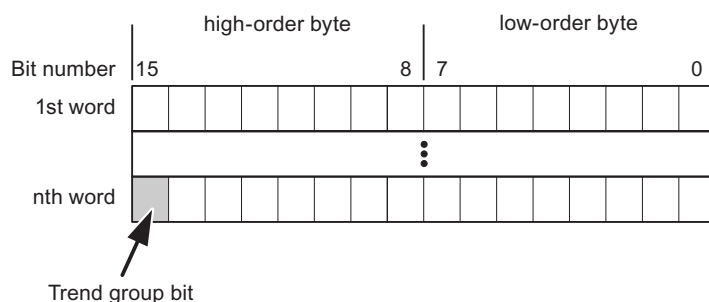 high-order byte low-order byte
Bit number 15 8 7 0
1st word
nth word
Trend group bit